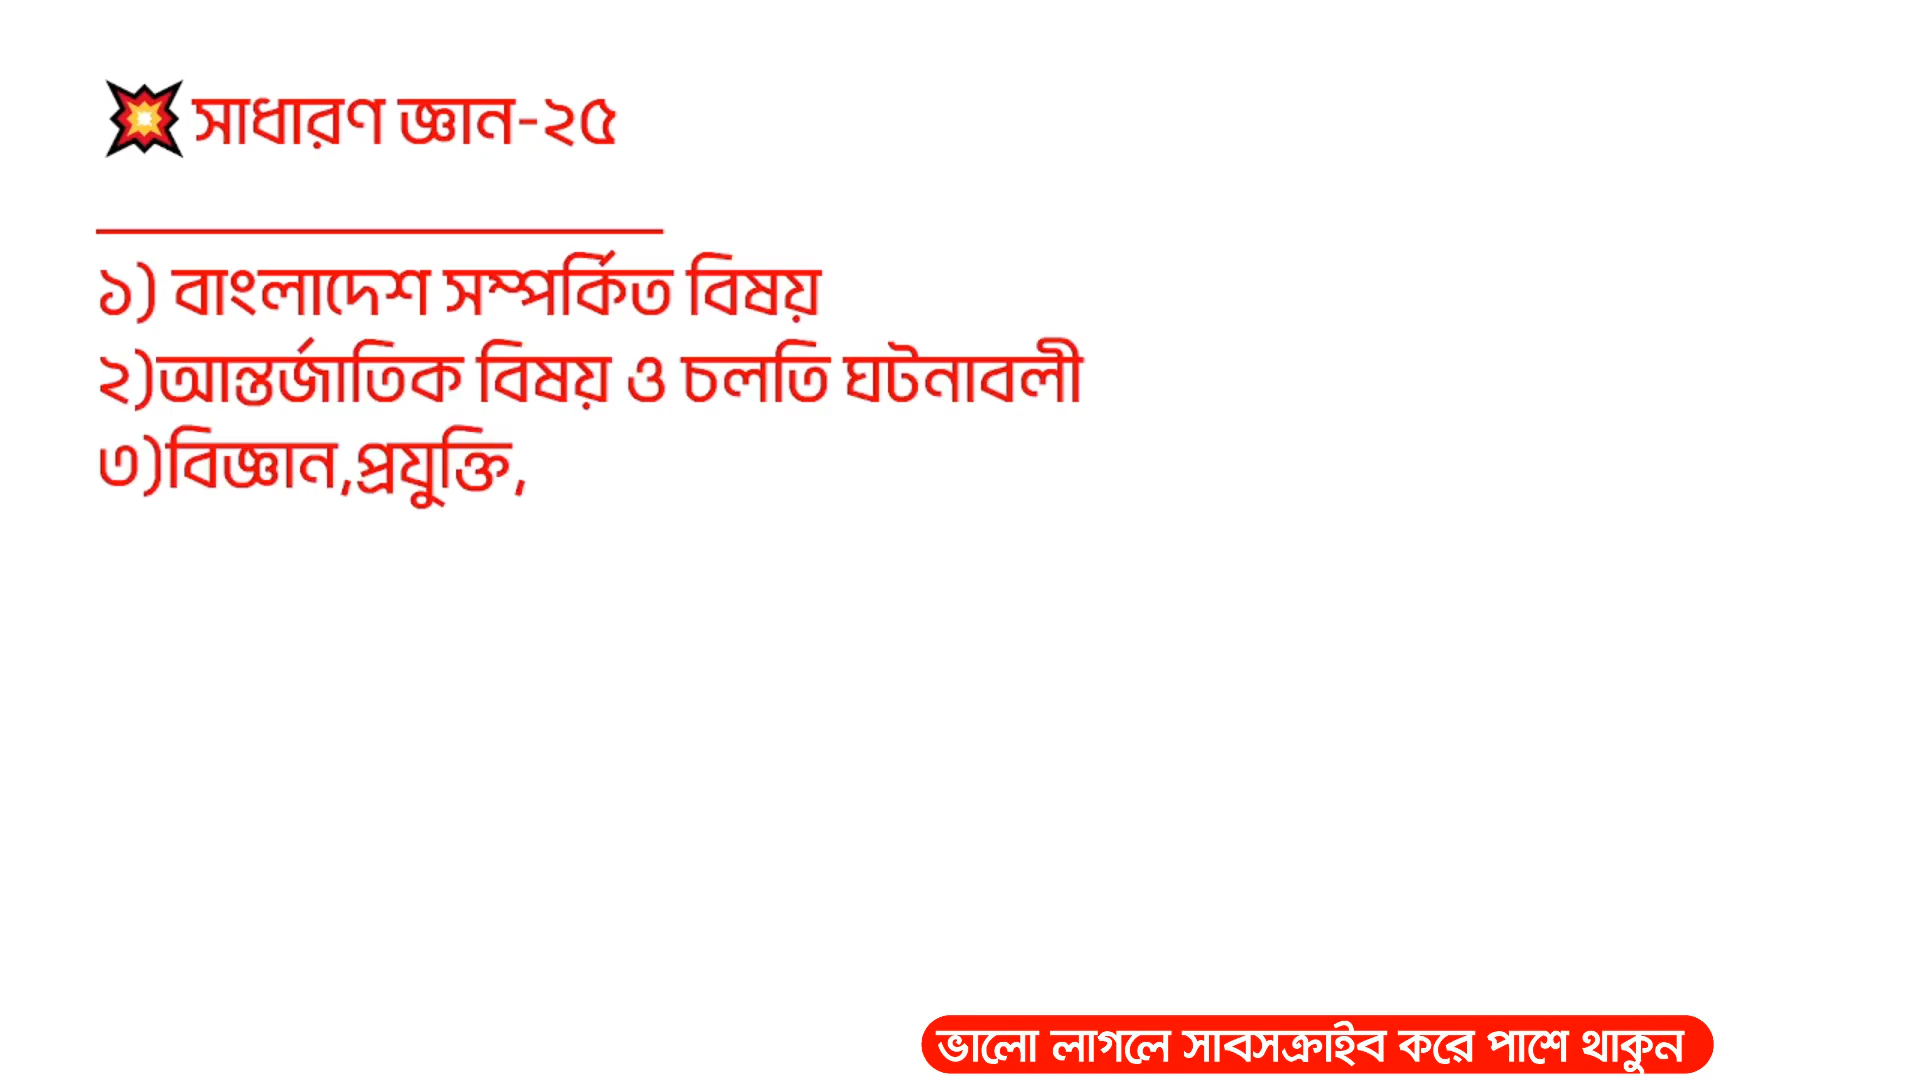 💥সাধারণ জ্ঞান-২৫
১) বাংলাদেশ সম্পর্কিত বিষয়
২)আন্তর্জাতিক বিষয় ও চলতি ঘটনাবলী
৩)বিজ্ঞান,প্রযুক্তি,
ভালো লাগলে সাবসক্রাইব করে পাশে থাকুন